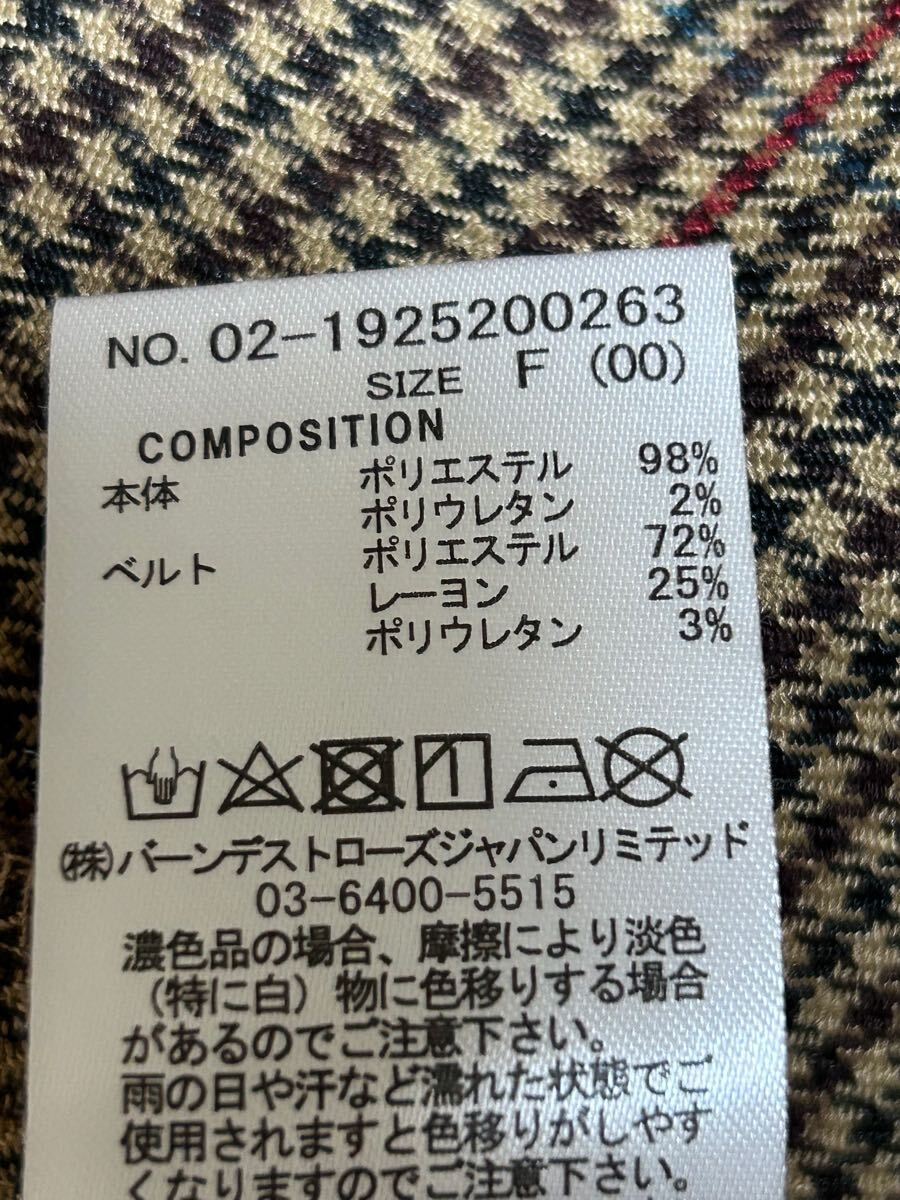 NO. 02-1925200263
SIZE F (00)
COMPOSITION
本体 ポリエステル 98%
ポリウレタン 2%
ベルト ポリエステル 72%
レーヨン 25%
ポリウレタン 3%
㈱バーンデストローズジャパンリミテッド
03-6400-5515
濃色品の場合、摩擦により淡色
(特に白)物に色移りする場合
があるのでご注意下さい。
雨の日や汗など濡れた状態でご
使用されますと色移りがしやす
くなりますのでご注意下さい。